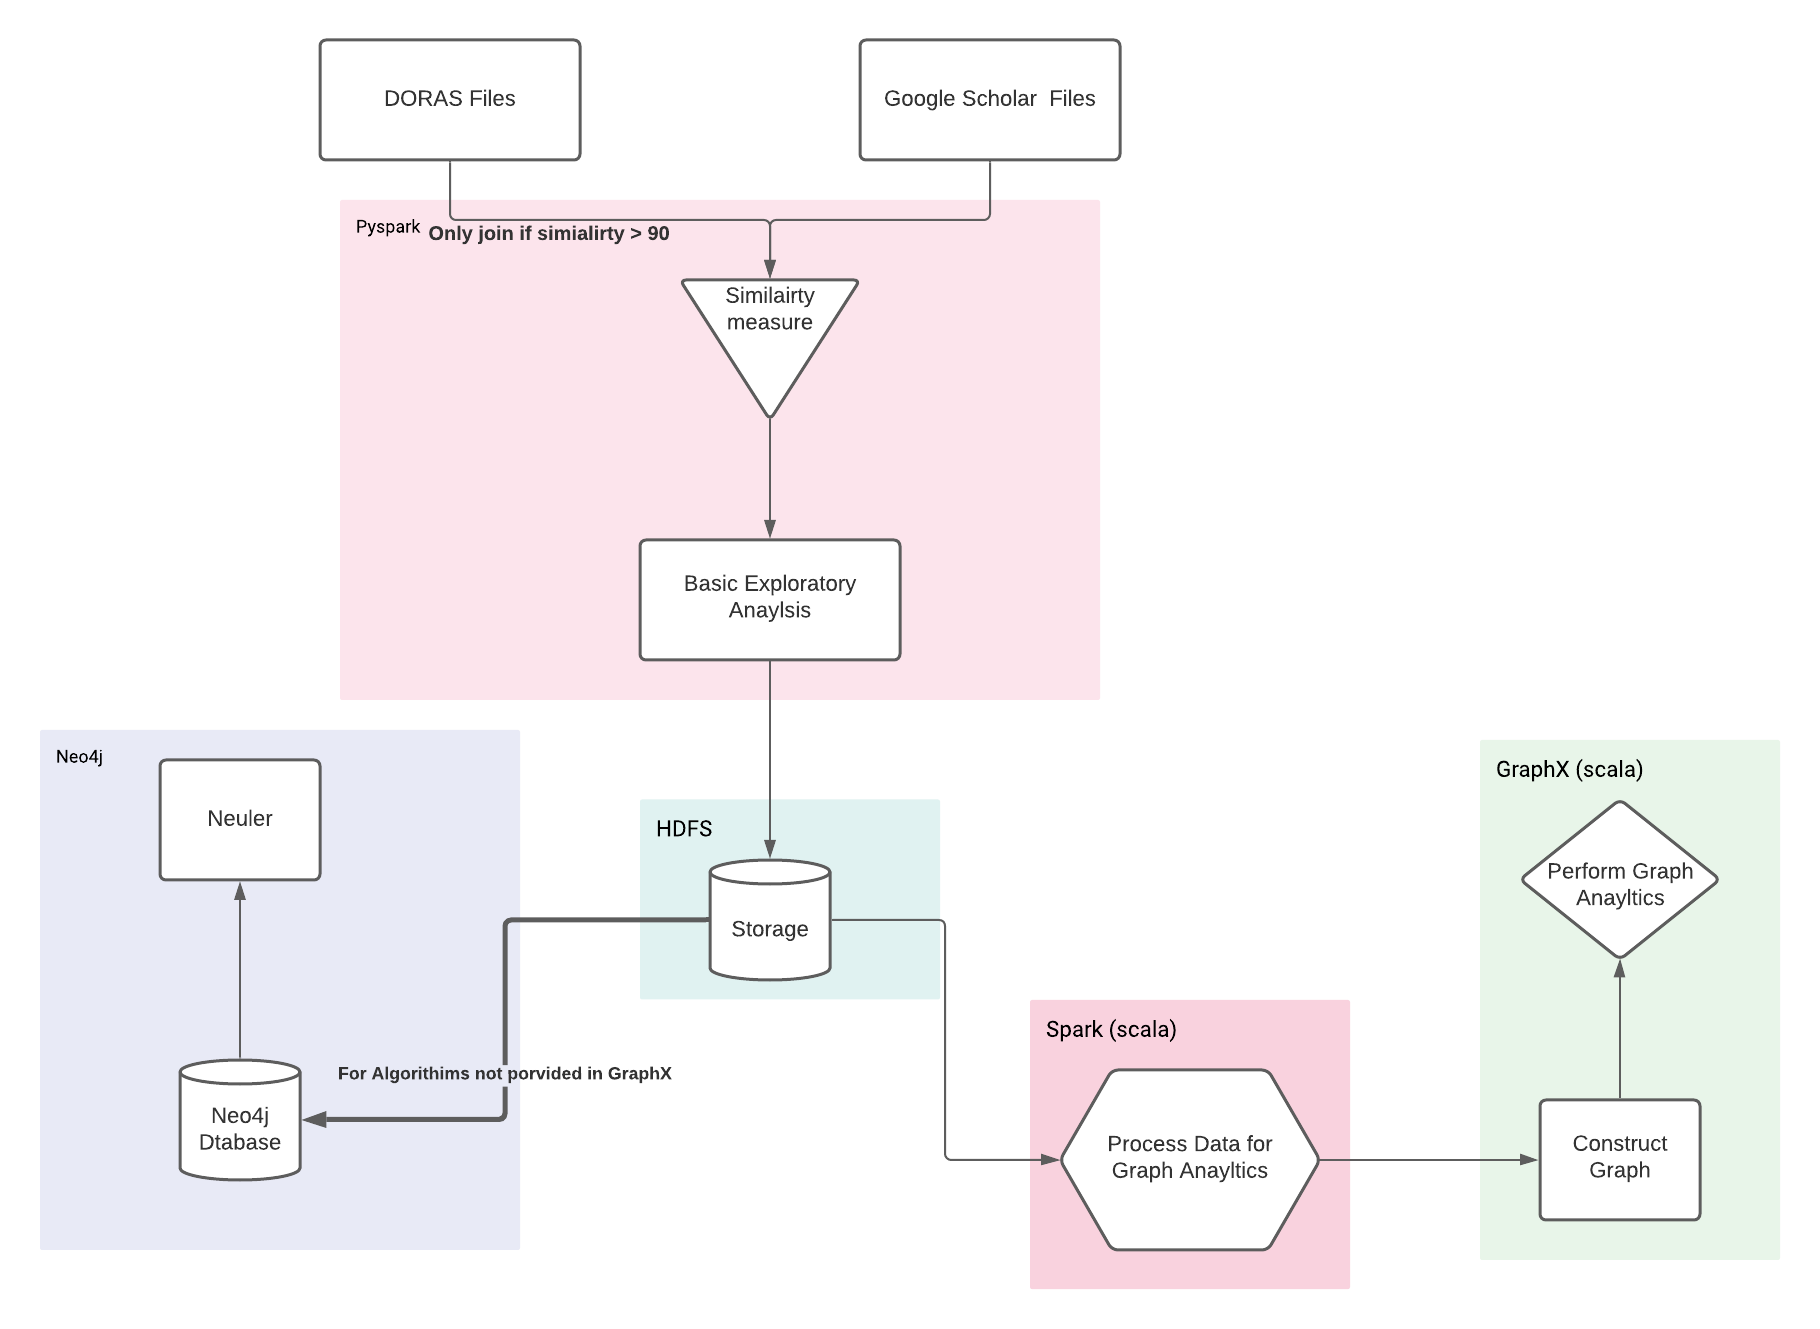 DORAS Files
Google Scholar  Files
Pyspark
Only join if simialirty > 90
Similairty
measure
Basic Exploratory
Anaylsis
Neo4j
Neuler
HDFS
Storage
GraphX (scala)
Perform Graph
Anayltics
Spark (scala)
For Algorithims not porvided in GraphX
Neo4j
Dtabase
Process Data for
Graph Anayltics
Construct
Graph